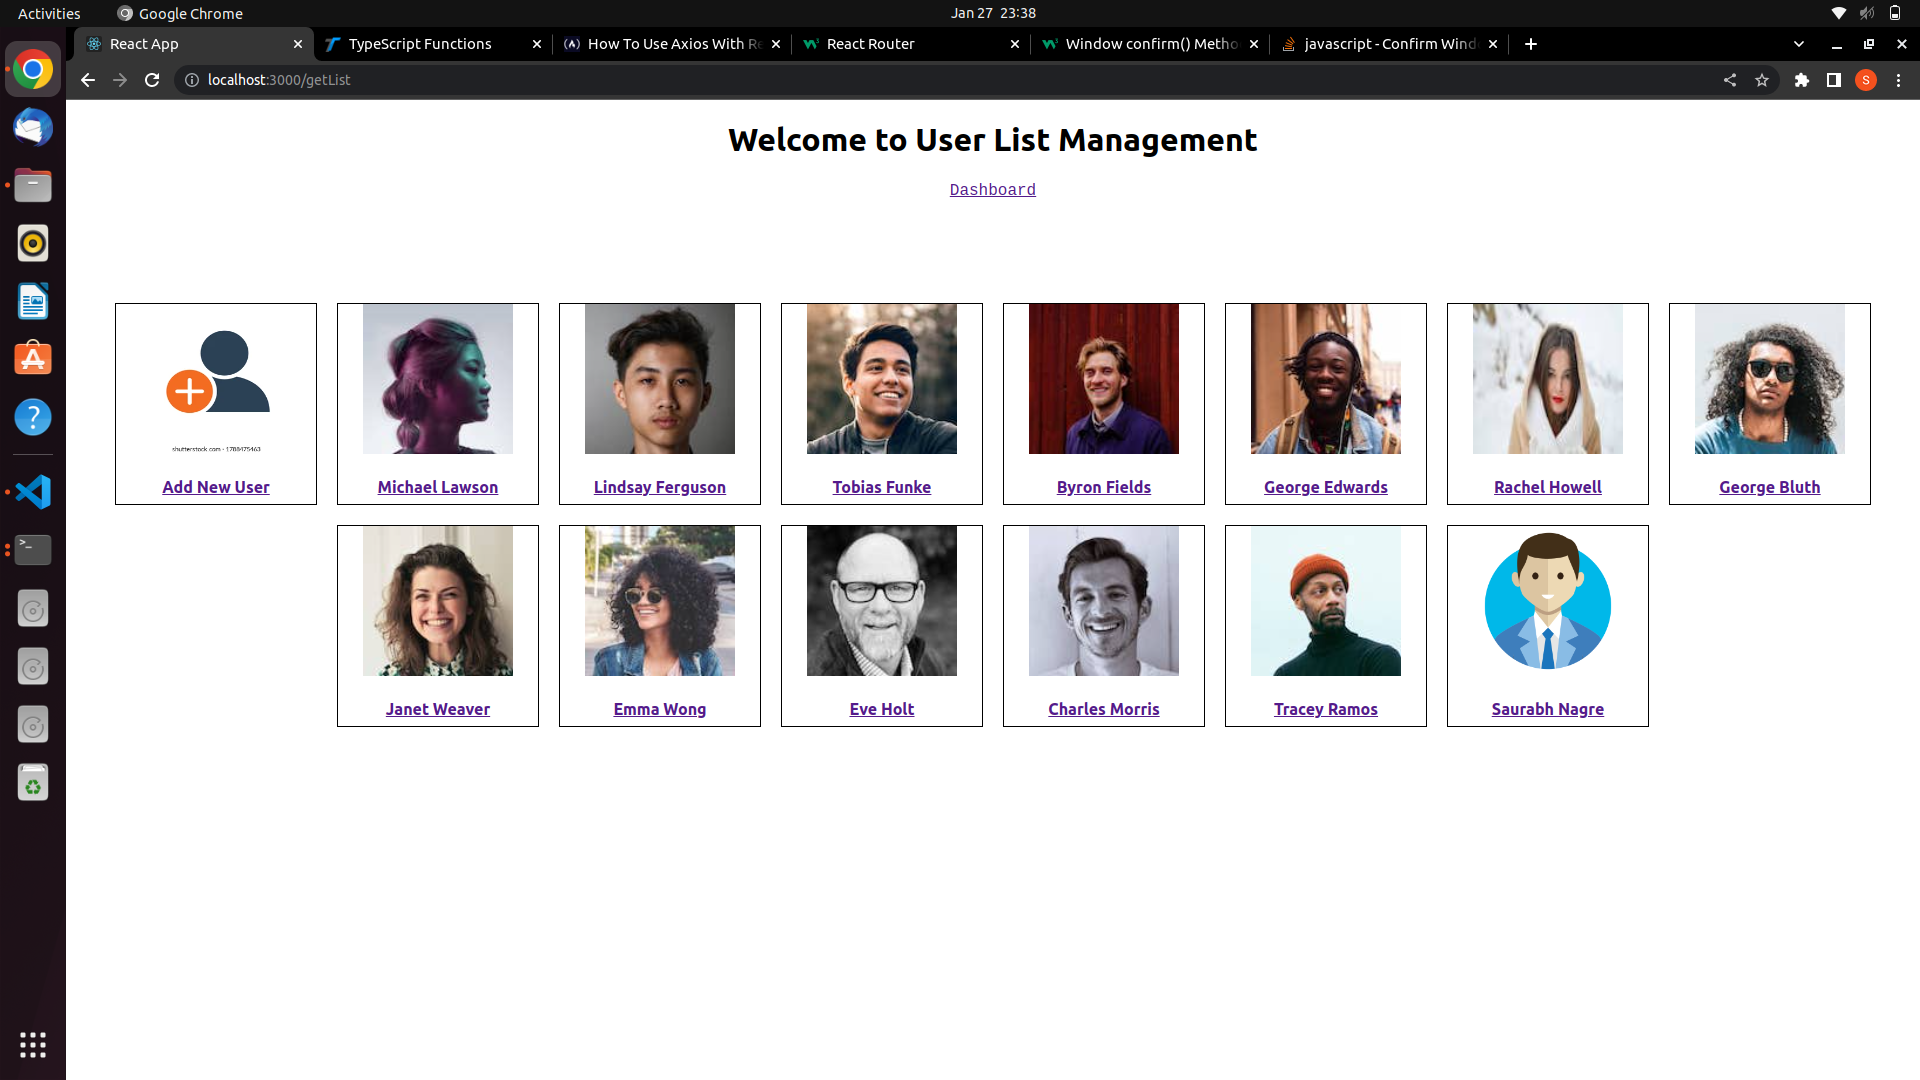 Activities
Google Chrome
Jan 27 23:38
React App
TypeScript Functions
How To Use Axios With Re
React Router
Window confirm() Metho
javascript - Confirm Wind
localhost:3000/getList
S
Welcome to User List Management
Dashboard
shutterstock.com · 1788475463
Add New User
Michael Lawson
Lindsay Ferguson
Tobias Funke
Byron Fields
George Edwards
Rachel Howell
George Bluth
Janet Weaver
Emma Wong
Eve Holt
Charles Morris
Tracey Ramos
Saurabh Nagre